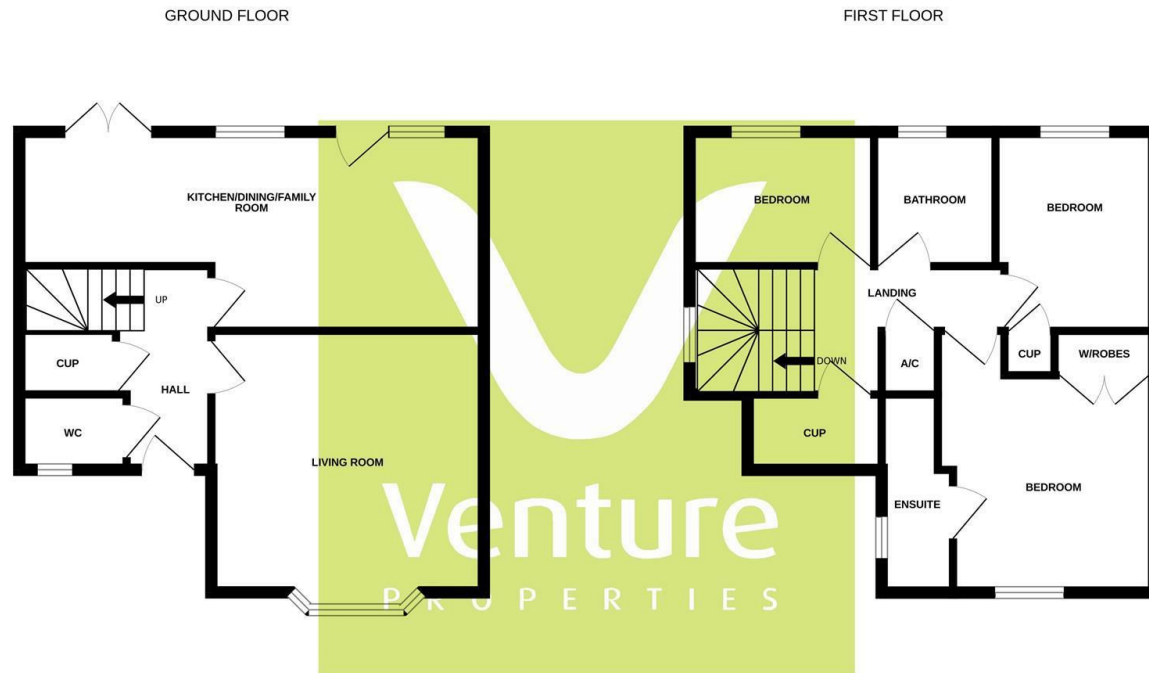 GROUND FLOOR
FIRST FLOOR
KITCHEN/DINING/FAMILY
ROOM
UP
CUP
HALL
WC
LIVING ROOM
BEDROOM
BATHROOM
BEDROOM
LANDING
DOWN
A/C
CUP
W/ROBES
CUP
ENSUITE
BEDROOM
Venture
PROPERTIES